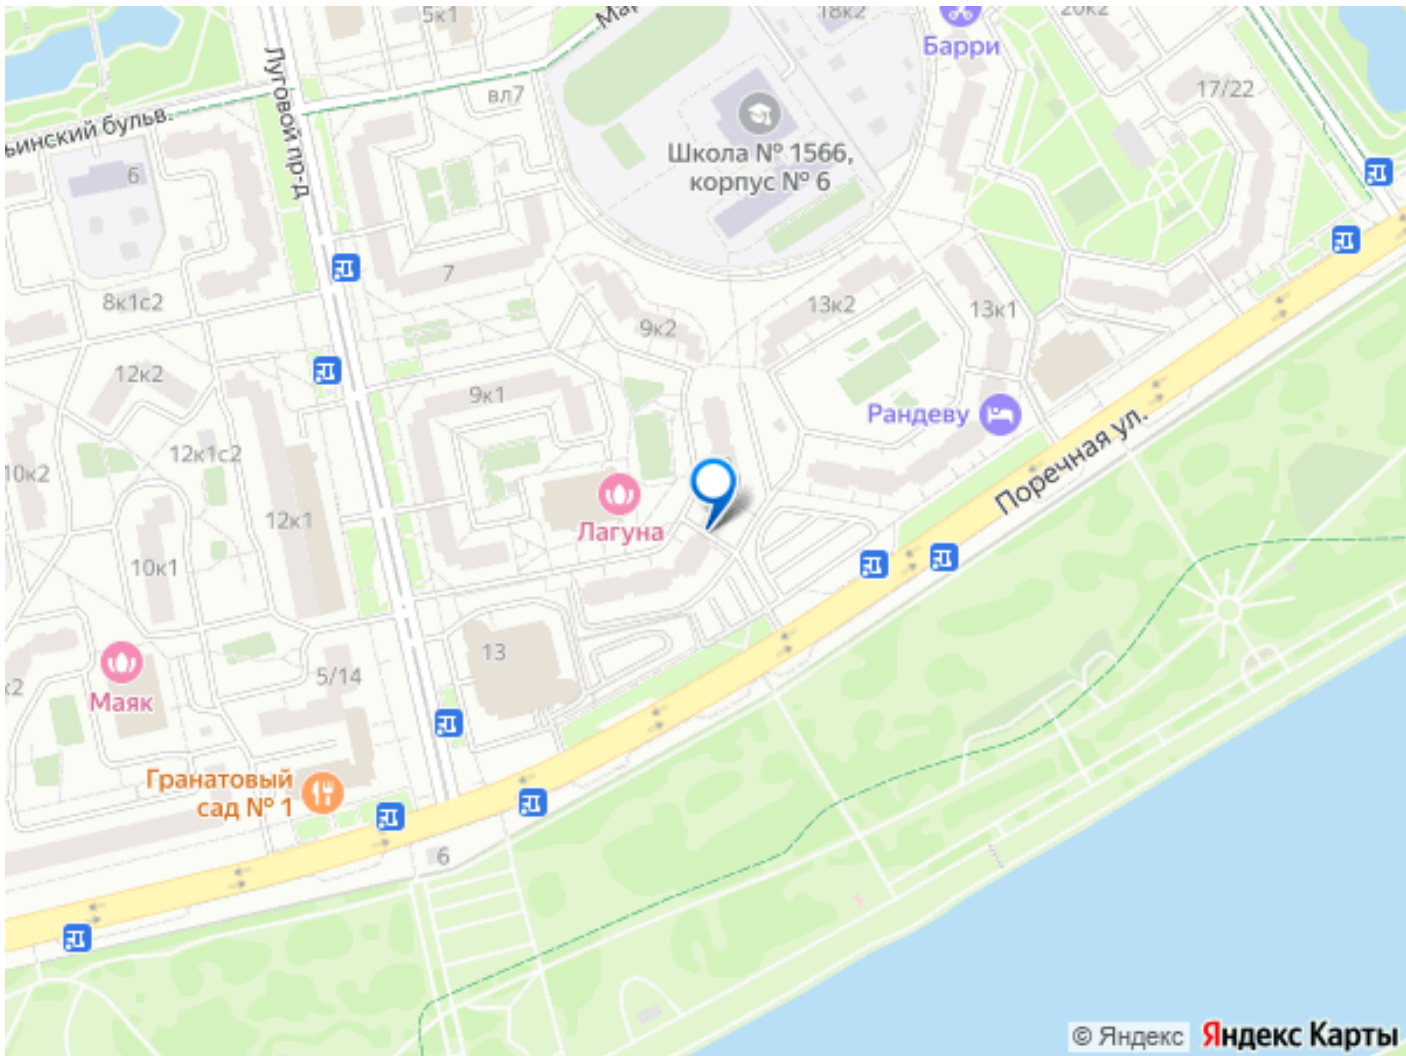 5к1
18к2
20к2
Барри
Луговой пр-д
вл7
17/22
ьинский бульв.
Школа № 1566,
корпус № 6
6
7
8к1с2
13к2
13к1
9к2
12к2
9к1
Рандеву
Поречная ул.
12к1с2
10к2
12к1
Лагуна
10к1
13
5/14
Маяк
Гранатовый
сад № 1
6
© Яндекс
Яндекс Карты